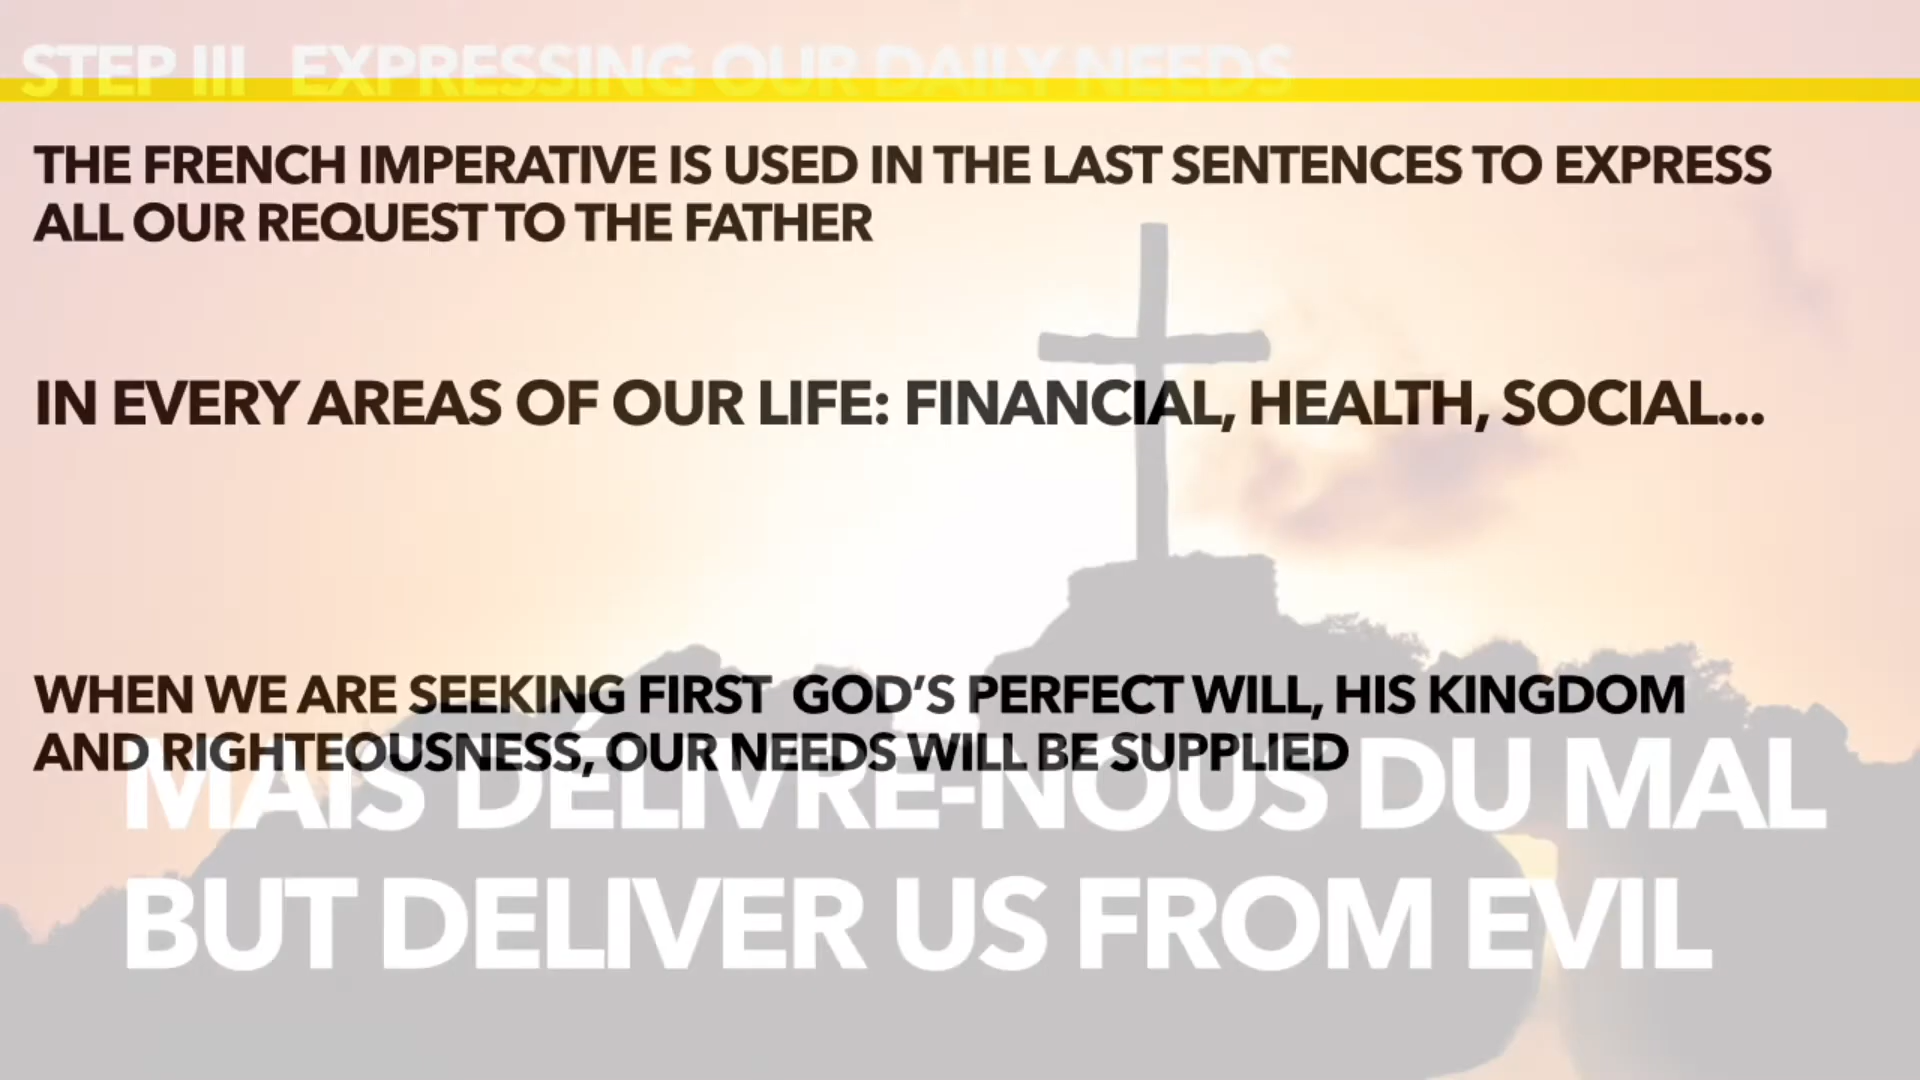 STEP III EXPRESSING OUR DAILY NEEDS
THE FRENCH IMPERATIVE IS USED IN THE LAST SENTENCES TO EXPRESS
ALL OUR REQUEST TO THE FATHER
IN EVERY AREAS OF OUR LIFE: FINANCIAL, HEALTH, SOCIAL...
WHEN WE ARE SEEKING FIRST GOD’S PERFECT WILL, HIS KINGDOM
AND RIGHTEOUSNESS, OUR NEEDS WILL BE SUPPLIED
MAIS DÉLIVRE-NOUS DU MAL
BUT DELIVER US FROM EVIL